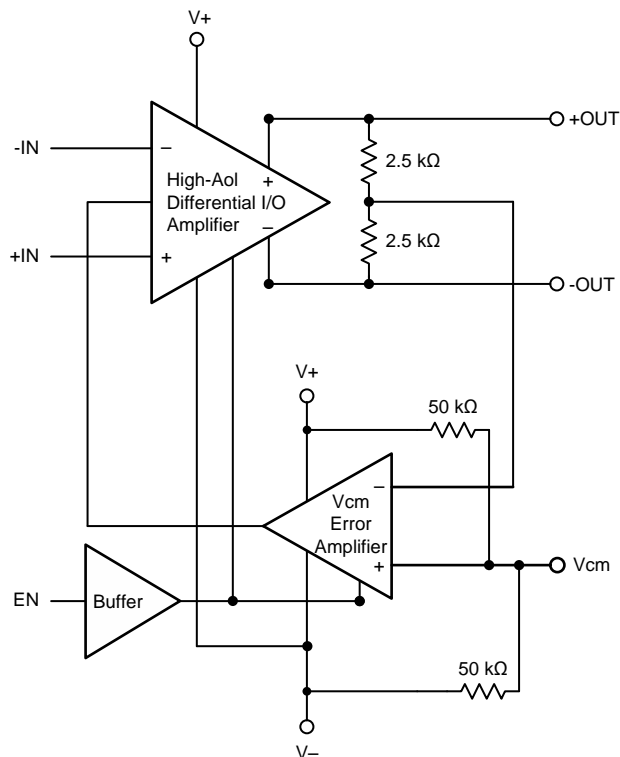 V+
+OUT
-IN
−
2.5 kΩ
High-Aol
Differential I/O
Amplifier
+
−
2.5 kΩ
+IN
+
-OUT
V+
50 kΩ
−
Vcm
Error
Amplifier
+
Vcm
EN
Buffer
50 kΩ
V−